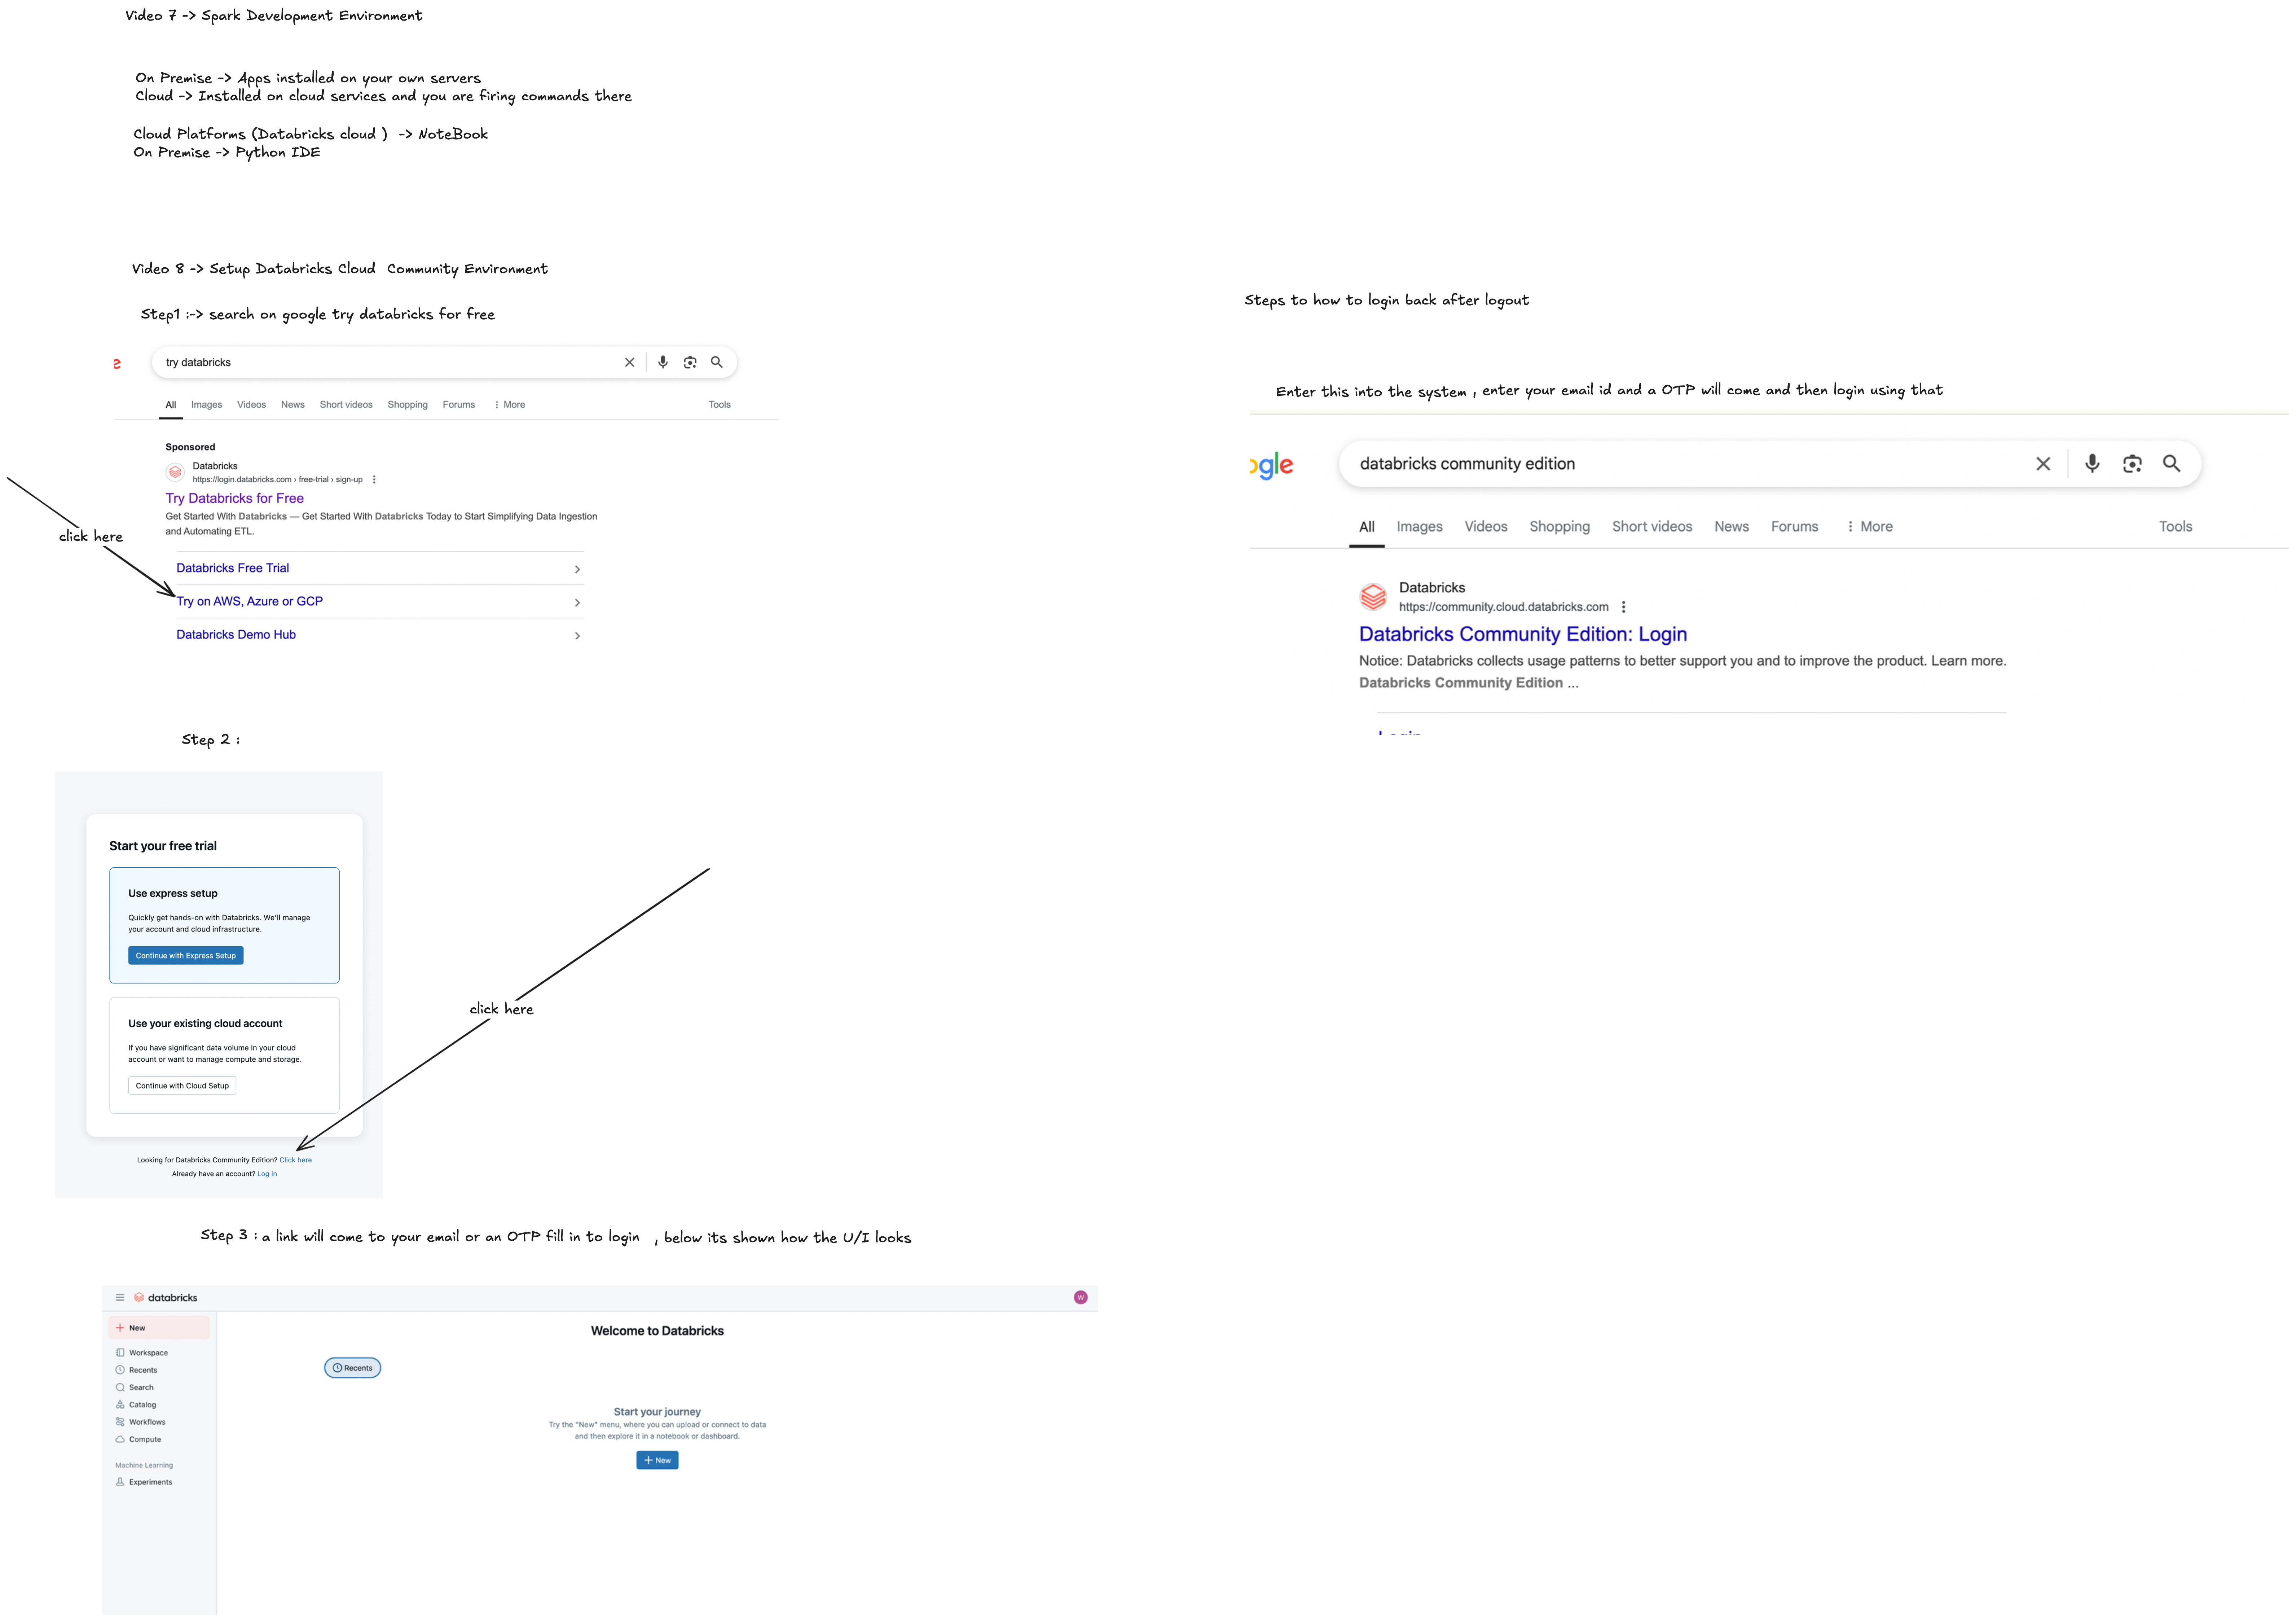 Video 7 -> Spark Development Environment
On Premise -> Apps installed on your own servers
Cloud -> Installed on cloud services and you are firing commands there
Cloud Platforms (Databricks cloud ) -> NoteBook
On Premise -> Python IDE
Video 8 -> Setup Databricks Cloud Community Environment
Step1 :-> search on google try databricks for free
try databricks
All Images Videos News Short videos Shopping Forums More Tools
Sponsored
Databricks
https://login.databricks.com › free-trial › sign-up
Try Databricks for Free
Get Started With Databricks — Get Started With Databricks Today to Start Simplifying Data Ingestion
and Automating ETL.
click here
Databricks Free Trial
Try on AWS, Azure or GCP
Databricks Demo Hub
Step 2 :
Start your free trial
Use express setup
Quickly get hands-on with Databricks. We'll manage
your account and cloud infrastructure.
Continue with Express Setup
click here
Use your existing cloud account
If you have significant data volume in your cloud
account or want to manage compute and storage.
Continue with Cloud Setup
Looking for Databricks Community Edition? Click here
Already have an account? Log in
Step 3 : a link will come to your email or an OTP fill in to login , below its shown how the U/I looks
databricks
W
New
Workspace
Recents
Search
Catalog
Workflows
Compute
Machine Learning
Experiments
Welcome to Databricks
Recents
Start your journey
Try the "New" menu, where you can upload or connect to data
and then explore it in a notebook or dashboard.
New
Steps to how to login back after logout
Enter this into the system , enter your email id and a OTP will come and then login using that
ogle
databricks community edition
All Images Videos Shopping Short videos News Forums More Tools
Databricks
https://community.cloud.databricks.com
Databricks Community Edition: Login
Notice: Databricks collects usage patterns to better support you and to improve the product. Learn more.
Databricks Community Edition ...
Login